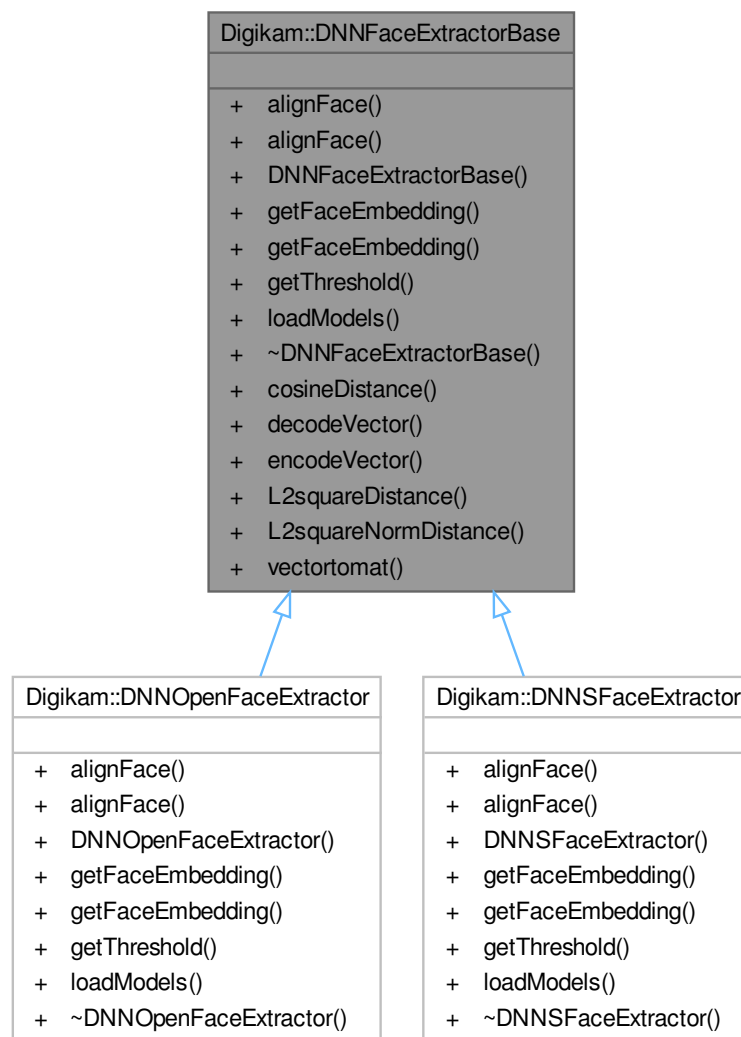 Digikam::DNNFaceExtractorBase
+ alignFace()
+ alignFace()
+ DNNFaceExtractorBase()
+ getFaceEmbedding()
+ getFaceEmbedding()
+ getThreshold()
+ loadModels()
+ ~DNNFaceExtractorBase()
+ cosineDistance()
+ decodeVector()
+ encodeVector()
+ L2squareDistance()
+ L2squareNormDistance()
+ vectortomat()
Digikam::DNNOpenFaceExtractor
+ alignFace()
+ alignFace()
+ DNNOpenFaceExtractor()
+ getFaceEmbedding()
+ getFaceEmbedding()
+ getThreshold()
+ loadModels()
+ ~DNNOpenFaceExtractor()
Digikam::DNNSFaceExtractor
+ alignFace()
+ alignFace()
+ DNNSFaceExtractor()
+ getFaceEmbedding()
+ getFaceEmbedding()
+ getThreshold()
+ loadModels()
+ ~DNNSFaceExtractor()